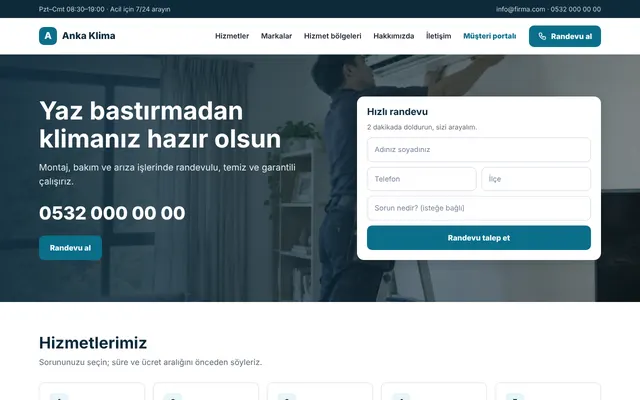 Pzt–Cmt 08:30–19:00 · Acil için 7/24 arayın
info@firma.com · 0532 000 00 00
A Anka Klima
Hizmetler Markalar Hizmet bölgeleri Hakkımızda İletişim Müşteri portalı Randevu al
Yaz bastırmadan
klimanız hazır olsun
Montaj, bakım ve arıza işlerinde randevulu, temiz ve garantili
çalışırız.
0532 000 00 00
Randevu al
Hızlı randevu
2 dakikada doldurun, sizi arayalım.
Adınız soyadınız
Telefon İlçe
Sorun nedir? (isteğe bağlı)
Randevu talep et
Hizmetlerimiz
Sorununuzu seçin; süre ve ücret aralığını önceden söyleriz.